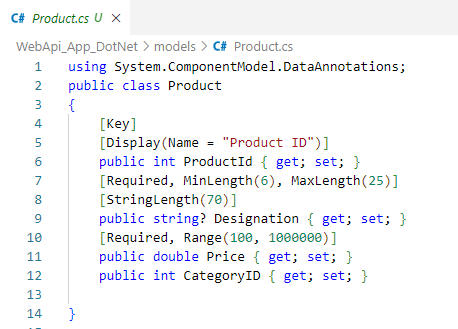 C# Product.cs U ×
WebApi_App_DotNet > models > C# Product.cs
1 using System.ComponentModel.DataAnnotations;
2 public class Product
3 {
4 [Key]
5 [Display(Name = "Product ID")]
6 public int ProductId { get; set; }
7 [Required, MinLength(6), MaxLength(25)]
8 [StringLength(70)]
9 public string? Designation { get; set; }
10 [Required, Range(100, 1000000)]
11 public double Price { get; set; }
12 public int CategoryID { get; set; }
13
14 }